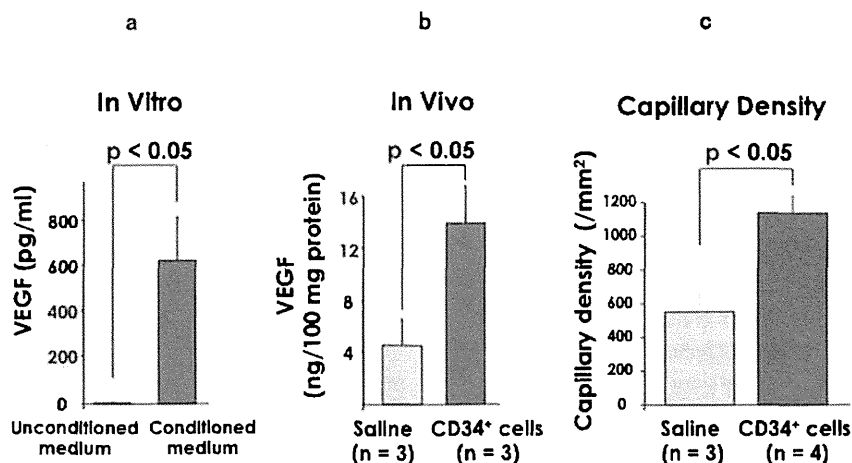 a
In Vitro
p < 0.05
VEGF (pg/ml)
800
600
400
200
0
Unconditioned medium
Conditioned medium
b
In Vivo
p < 0.05
VEGF
(ng/100 mg protein)
16
12
8
4
Saline
(n = 3)
CD34⁺ cells
(n = 3)
c
Capillary Density
p < 0.05
Capillary density (/mm²)
1200
1000
800
600
400
200
0
Saline
(n = 3)
CD34⁺ cells
(n = 4)